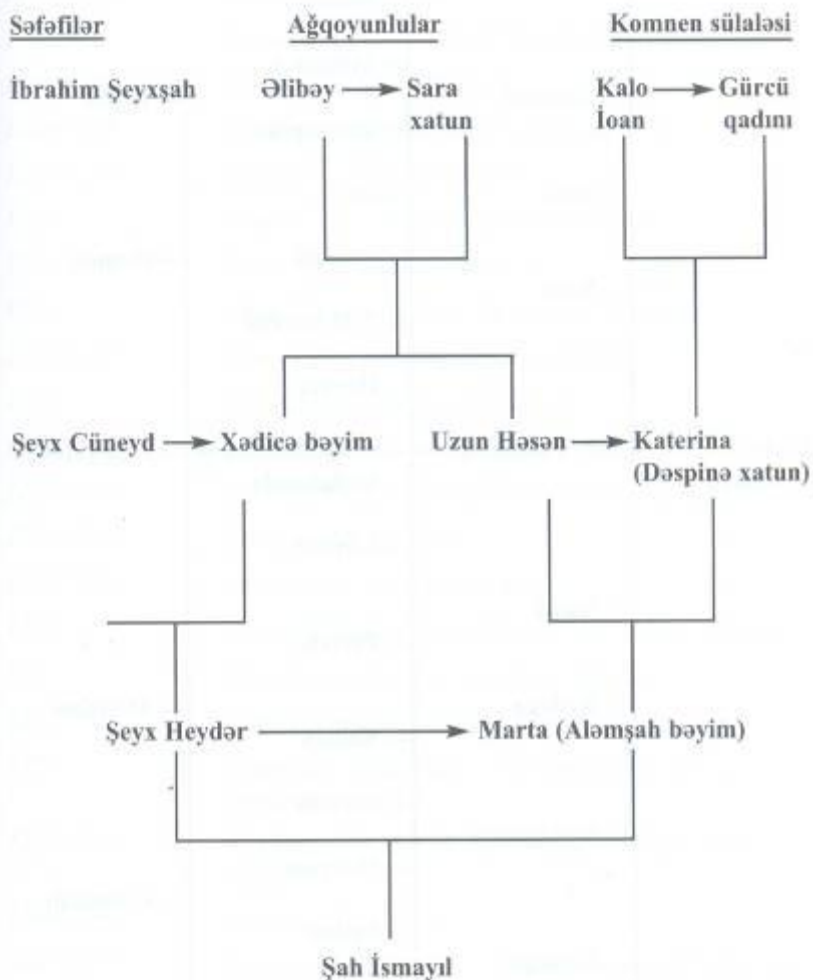 Səfəfilər Ağqoyunlular Komnen sülaləsi
İbrahim Şeyxşah Əlibəy Sara xatun Kalo İoan Gürcü qadını
Şeyx Cüneyd Xədicə bəyim Uzun Həsən Katerina (Dəspinə xatun)
Şeyx Heydər Marta (Aləmşah bəyim)
Şah İsmayıl